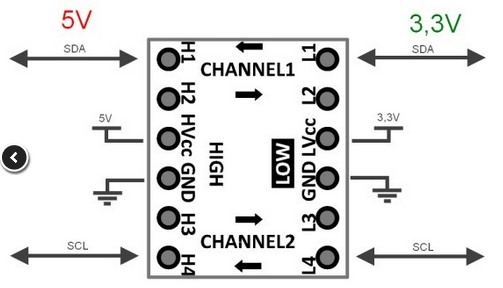 5V
3,3V
SDA
H1
L1
SDA
CHANNEL1
H2
L2
5V
HVcc
LVcc
3,3V
HIGH
LOW
GND
GND
H3
L3
CHANNEL2
SCL
H4
L4
SCL